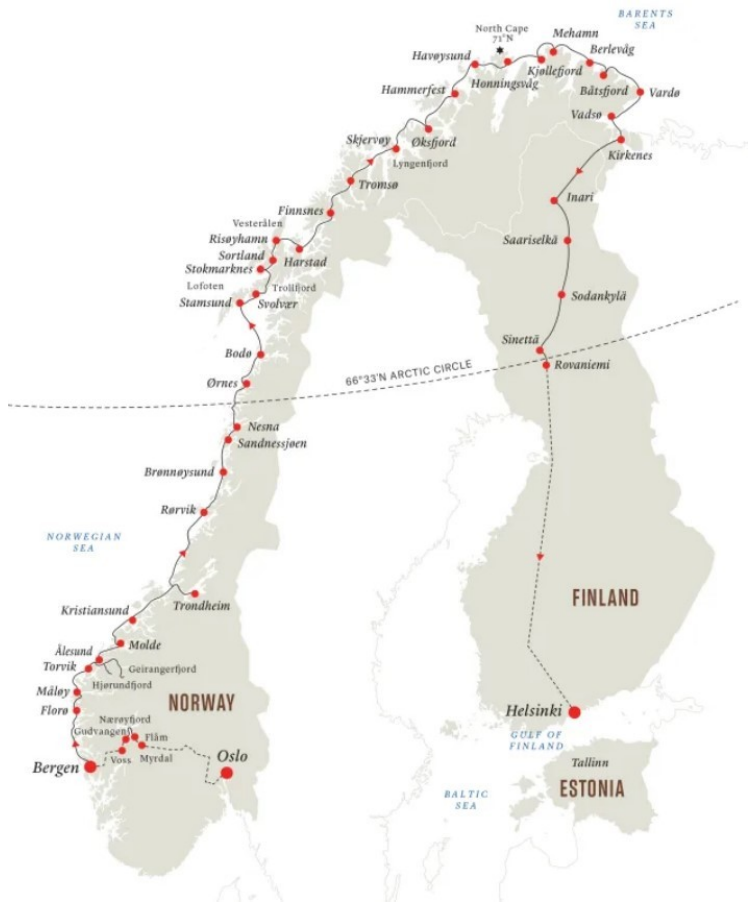 BARENTS
SEA
North Cape
71°N
Mehamn
Berlevåg
Havøysund
Kjøllefjord
Honningsvåg
Hammerfest
Båtsfjord
Vardø
Vadsø
Skjervøy
Øksfjord
Kirkenes
Lyngenfjord
Tromsø
Inari
Finnsnes
Vesterålen
Risøyhamn
Saariselkä
Sortland
Harstad
Stokmarknes
Lofoten
Trollfjord
Sodankylä
Stamsund
Svolvær
Sinettä
Bodø
Rovaniemi
66°33'N ARCTIC CIRCLE
Ørnes
Nesna
Sandnessjøen
Brønnøysund
Rørvik
NORWEGIAN
SEA
FINLAND
Trondheim
Kristiansund
Molde
Ålesund
Torvik
Geirangerfjord
Hjørundfjord
Måløy
NORWAY
Florø
Helsinki
Nærøyfjord
Gudvangen
Flåm
GULF OF
FINLAND
Voss
Myrdal
Oslo
Bergen
Tallinn
ESTONIA
BALTIC
SEA